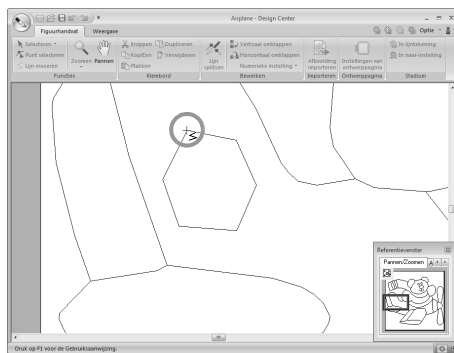 Airplane - Design Center
Figuurhandvat Weergave Optie
Selecteren
Punt selecteren
Lijn invoeren
Zoomen Pannen
Functies
Knippen Dupliceren
Kopiëren Verwijderen
Plakken
Klembord
Lijn splitsen
Verticaal omklappen
Horizontaal omklappen
Numerieke instelling
Bewerken
Afbeelding importeren
Importeren
Instellingen van ontwerppagina
Ontwerppagina
In lijntekening
In naai-instelling
Stadium
Referentievenster
Pannen/Zoomen
Druk op F1 voor de Gebruiksaanwijzing.